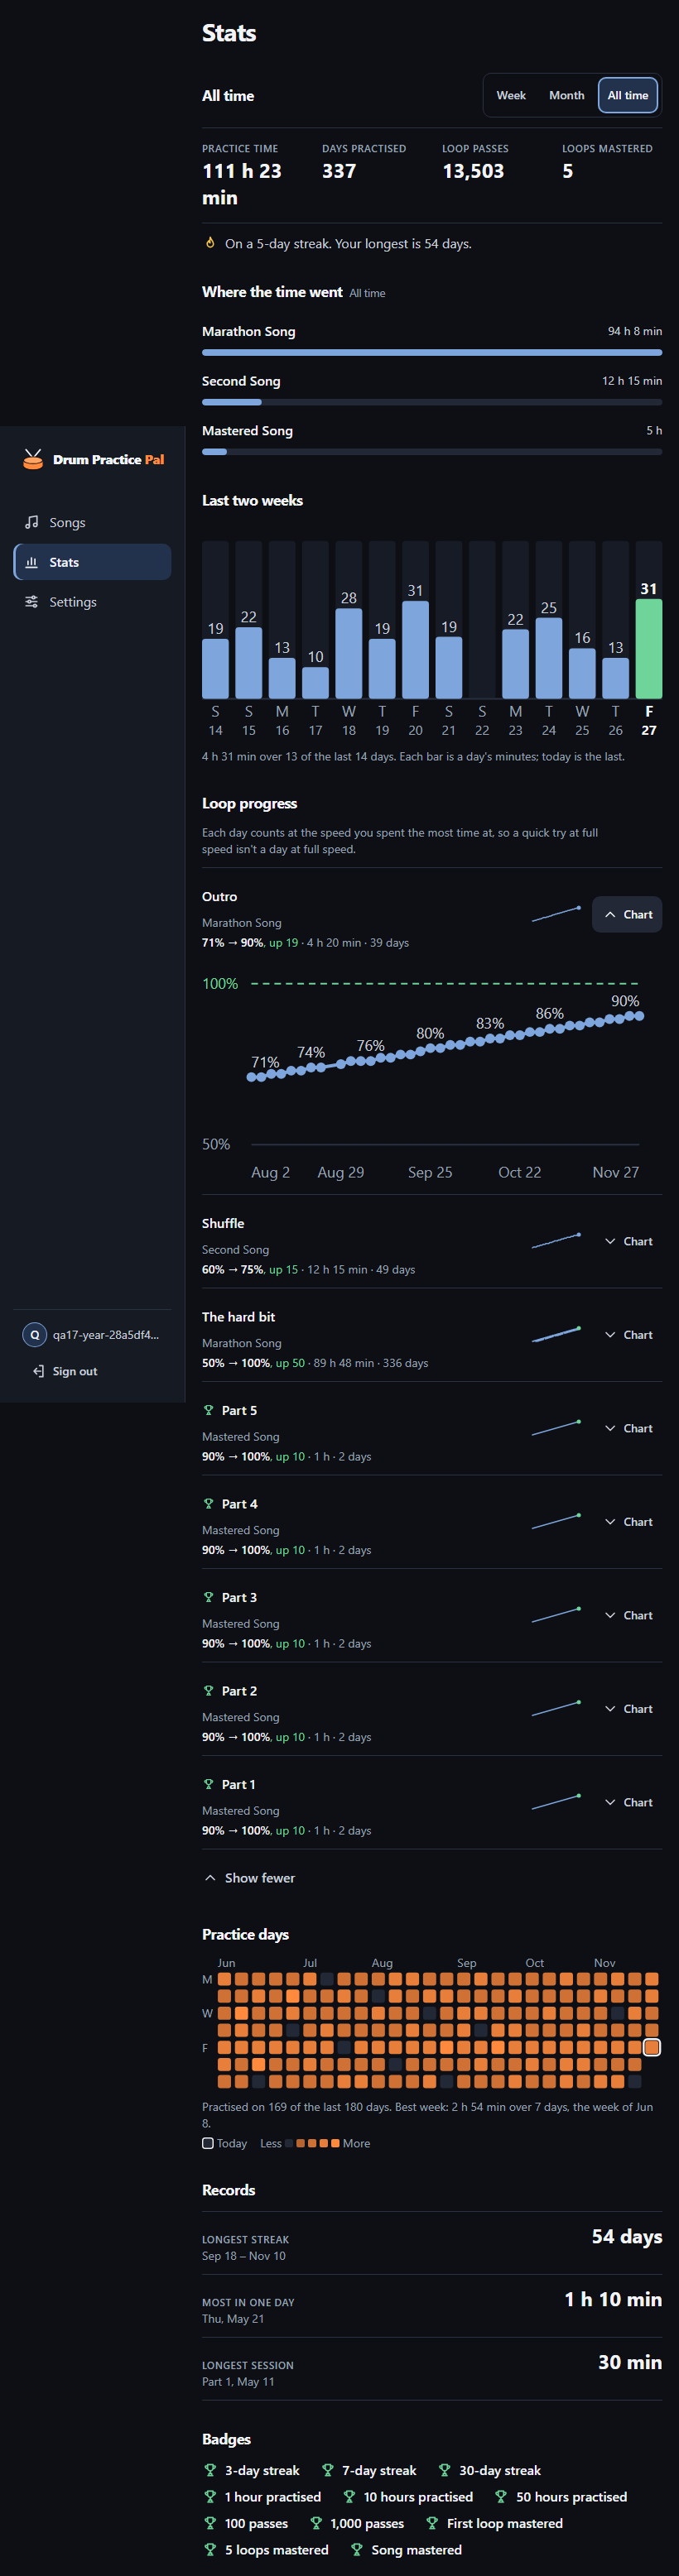 Stats
All time
Week Month All time
PRACTICE TIME DAYS PRACTISED LOOP PASSES LOOPS MASTERED
111 h 23 min 337 13,503 5
On a 5-day streak. Your longest is 54 days.
Where the time went All time
Marathon Song 94 h 8 min
Second Song 12 h 15 min
Mastered Song 5 h
Drum Practice Pal
Songs
Stats
Settings
Last two weeks
19 22 13 10 28 19 31 19 22 25 16 13 31
S S M T W T F S S M T W T F
14 15 16 17 18 19 20 21 22 23 24 25 26 27
4 h 31 min over 13 of the last 14 days. Each bar is a day's minutes; today is the last.
Loop progress
Each day counts at the speed you spent the most time at, so a quick try at full
speed isn't a day at full speed.
Outro
Marathon Song
71% → 90%, up 19 · 4 h 20 min · 39 days
Chart
100%
71% 74% 76% 80% 83% 86% 90%
50%
Aug 2 Aug 29 Sep 25 Oct 22 Nov 27
Shuffle
Second Song
60% → 75%, up 15 · 12 h 15 min · 49 days
Chart
The hard bit
Marathon Song
50% → 100%, up 50 · 89 h 48 min · 336 days
Chart
qa17-year-28a5df4...
Q
Sign out
Part 5
Mastered Song
90% → 100%, up 10 · 1 h · 2 days
Chart
Part 4
Mastered Song
90% → 100%, up 10 · 1 h · 2 days
Chart
Part 3
Mastered Song
90% → 100%, up 10 · 1 h · 2 days
Chart
Part 2
Mastered Song
90% → 100%, up 10 · 1 h · 2 days
Chart
Part 1
Mastered Song
90% → 100%, up 10 · 1 h · 2 days
Chart
Show fewer
Practice days
Jun Jul Aug Sep Oct Nov
M
W
F
Practised on 169 of the last 180 days. Best week: 2 h 54 min over 7 days, the week of Jun
8.
Today Less More
Records
LONGEST STREAK 54 days
Sep 18 – Nov 10
MOST IN ONE DAY 1 h 10 min
Thu, May 21
LONGEST SESSION 30 min
Part 1, May 11
Badges
3-day streak 7-day streak 30-day streak
1 hour practised 10 hours practised 50 hours practised
100 passes 1,000 passes First loop mastered
5 loops mastered Song mastered